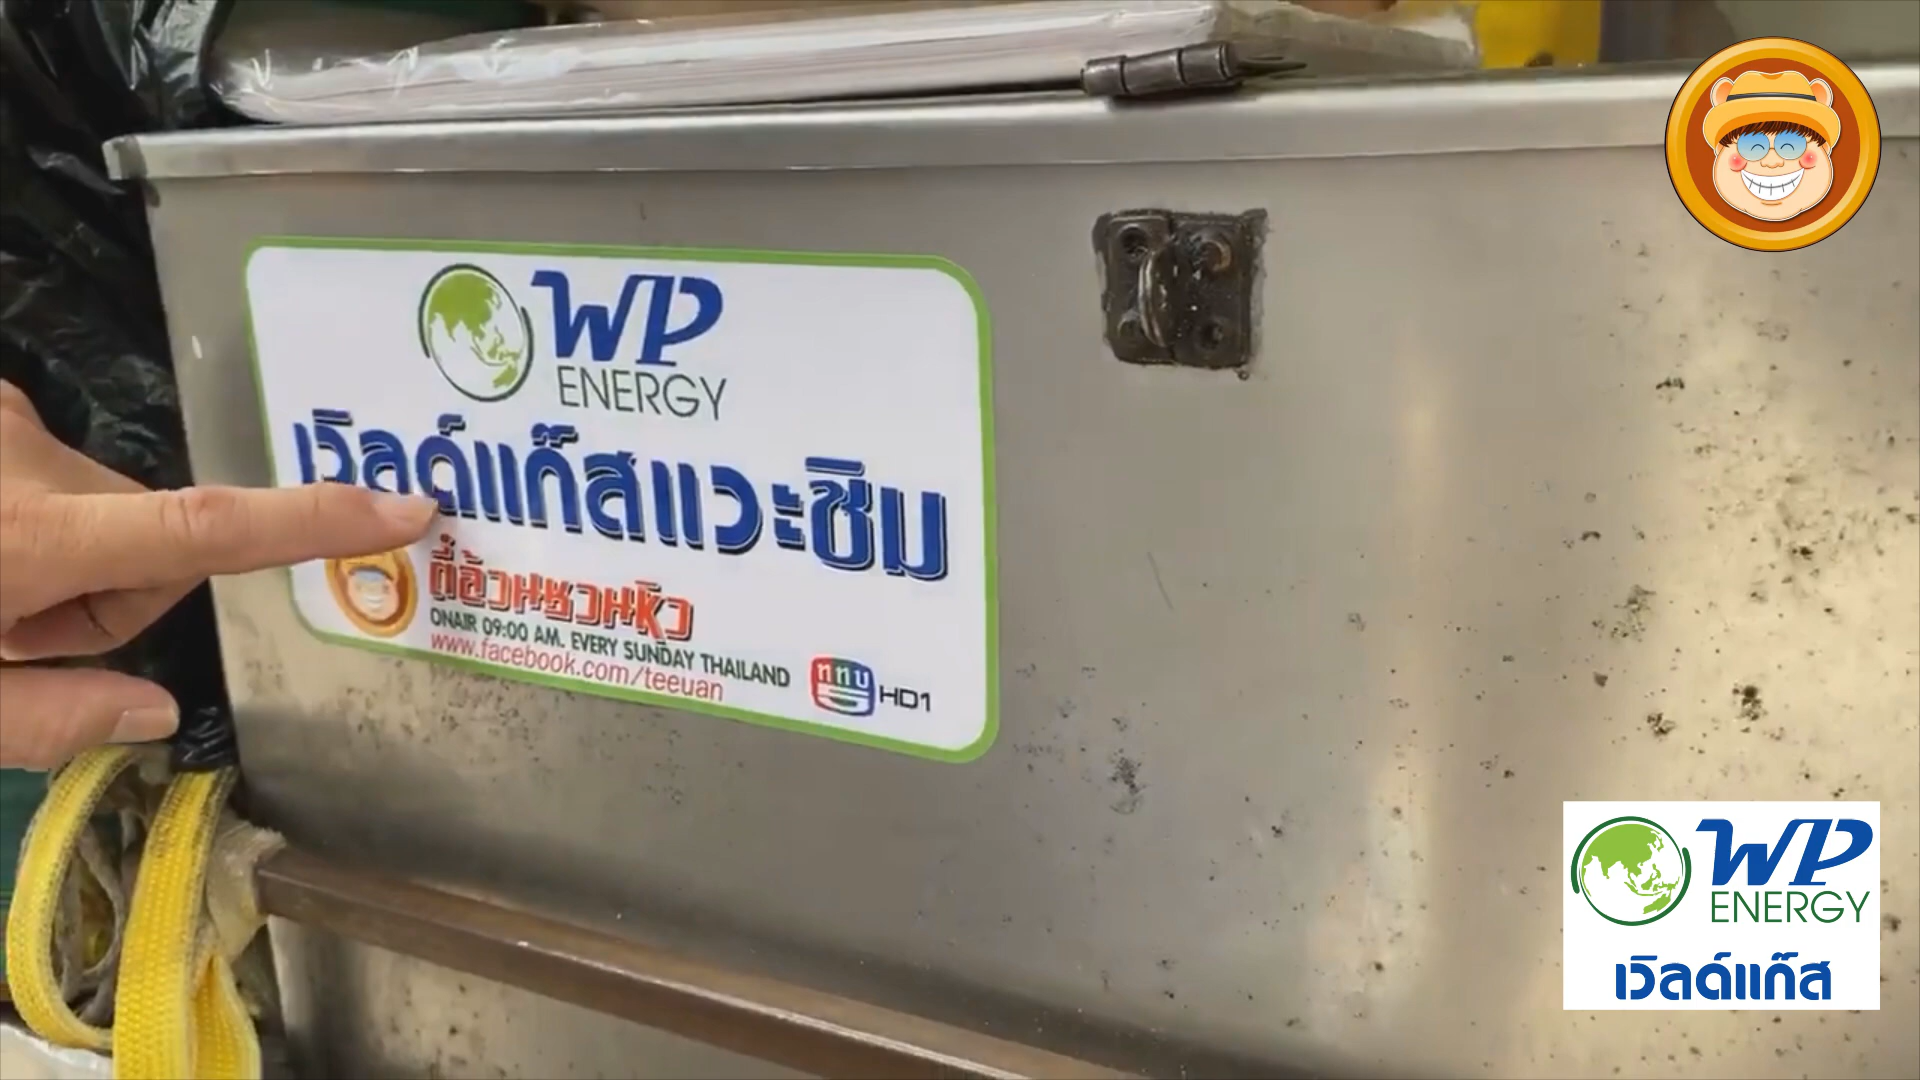 WP
ENERGY
เวิลด์แก๊สแวะชิม
ตี๋อ้วนชวนหิว
ONAIR 09:00 AM. EVERY SUNDAY THAILAND
www.facebook.com/teeuan
ททบ HD1
WP
ENERGY
เวิลด์แก๊ส